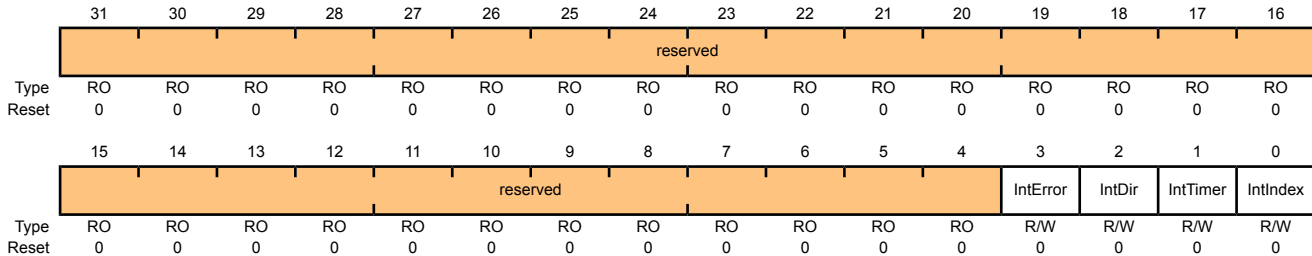 31 30 29 28 27 26 25 24 23 22 21 20 19 18 17 16
reserved
Type RO RO RO RO RO RO RO RO RO RO RO RO RO RO RO RO
Reset 0 0 0 0 0 0 0 0 0 0 0 0 0 0 0 0
15 14 13 12 11 10 9 8 7 6 5 4 3 2 1 0
reserved IntError IntDir IntTimer IntIndex
Type RO RO RO RO RO RO RO RO RO RO RO RO R/W R/W R/W R/W
Reset 0 0 0 0 0 0 0 0 0 0 0 0 0 0 0 0